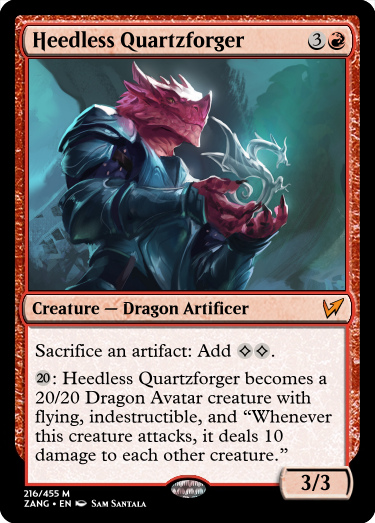 Heedless Quartzforger 3
Creature — Dragon Artificer
Sacrifice an artifact: Add
20: Heedless Quartzforger becomes a
20/20 Dragon Avatar creature with
flying, indestructible, and “Whenever
this creature attacks, it deals 10
damage to each other creature.”
3/3
216/455 M
ZANG • EN SAM SANTALA